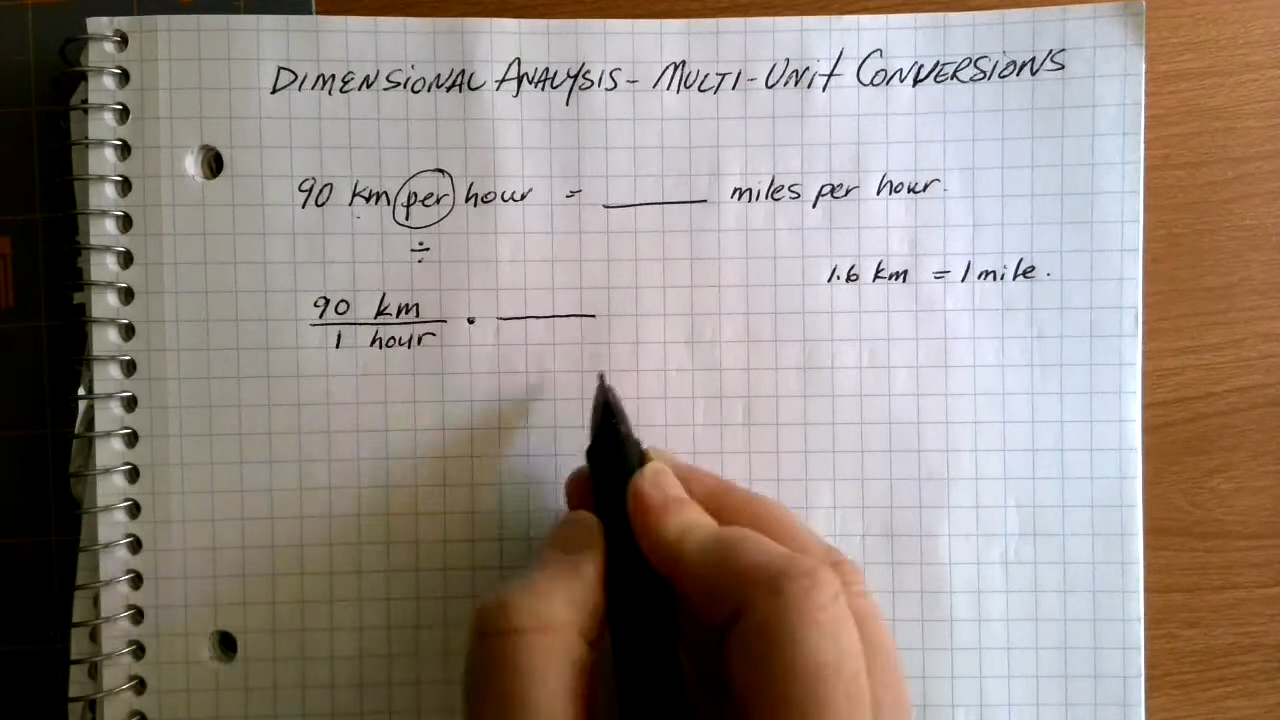 DIMENSIONAL ANALYSIS - MULTI-UNIT CONVERSIONS
90 km per hour = ______ miles per hour.
÷
1.6 km = 1 mile.
90 km
1 hour
·